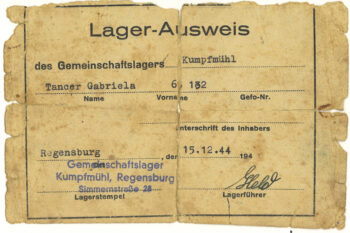 Lager-Ausweis
des Gemeinschaftslagers Kumpfmühl
Tancer Gabriela 6 132
Name Vorname Gefo-Nr.
Unterschrift des Inhabers
Regensburg, den 15.12.44 194
Gemeinschaftslager
Kumpfmühl, Regensburg
Simmernstraße 28
Lagerstempel Lagerführer